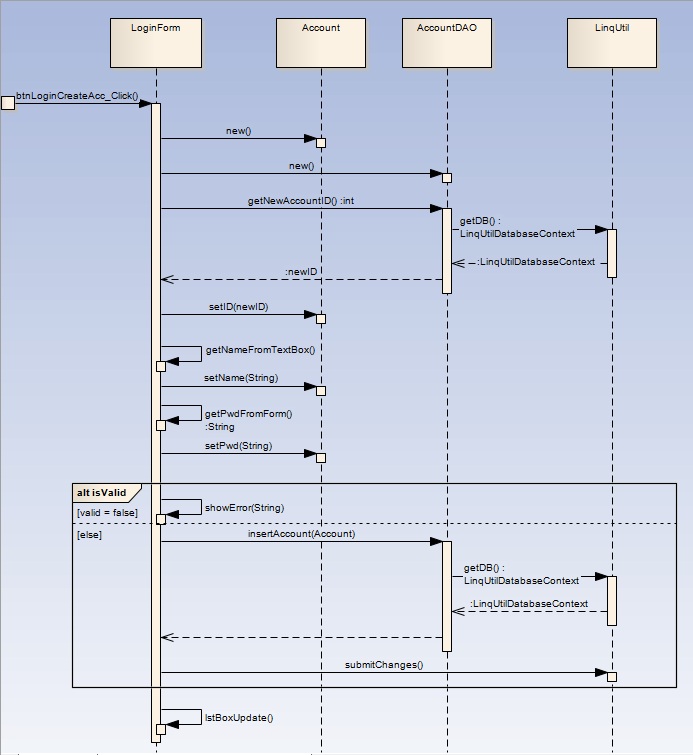 LoginForm
Account
AccountDAO
LinqUtil
btnLoginCreateAcc_Click()
new()
new()
getNewAccountID() :int
getDB() :
LinqUtilDatabaseContext
:LinqUtilDatabaseContext
:newID
setID(newID)
getNameFromTextBox()
setName(String)
getPwdFromForm()
:String
setPwd(String)
alt isValid
[valid = false]
showError(String)
[else]
insertAccount(Account)
getDB() :
LinqUtilDatabaseContext
:LinqUtilDatabaseContext
submitChanges()
lstBoxUpdate()